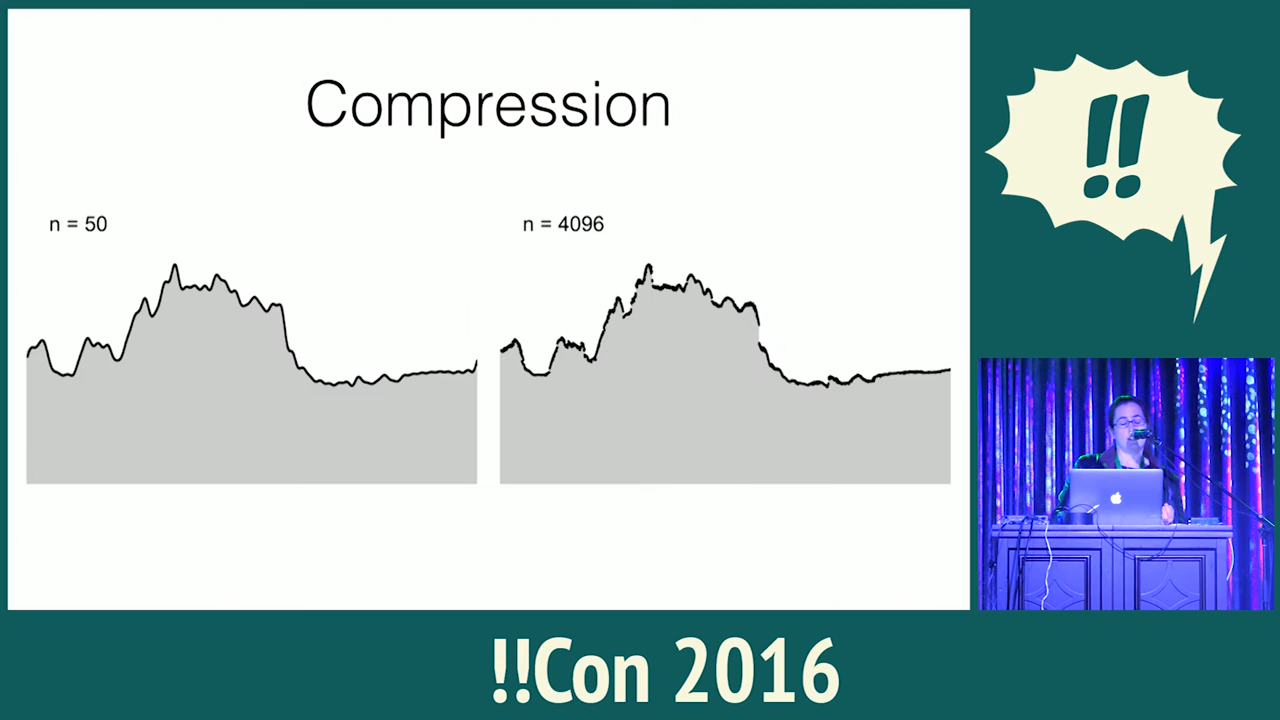 Compression
n = 50
n = 4096
!!
!!Con 2016